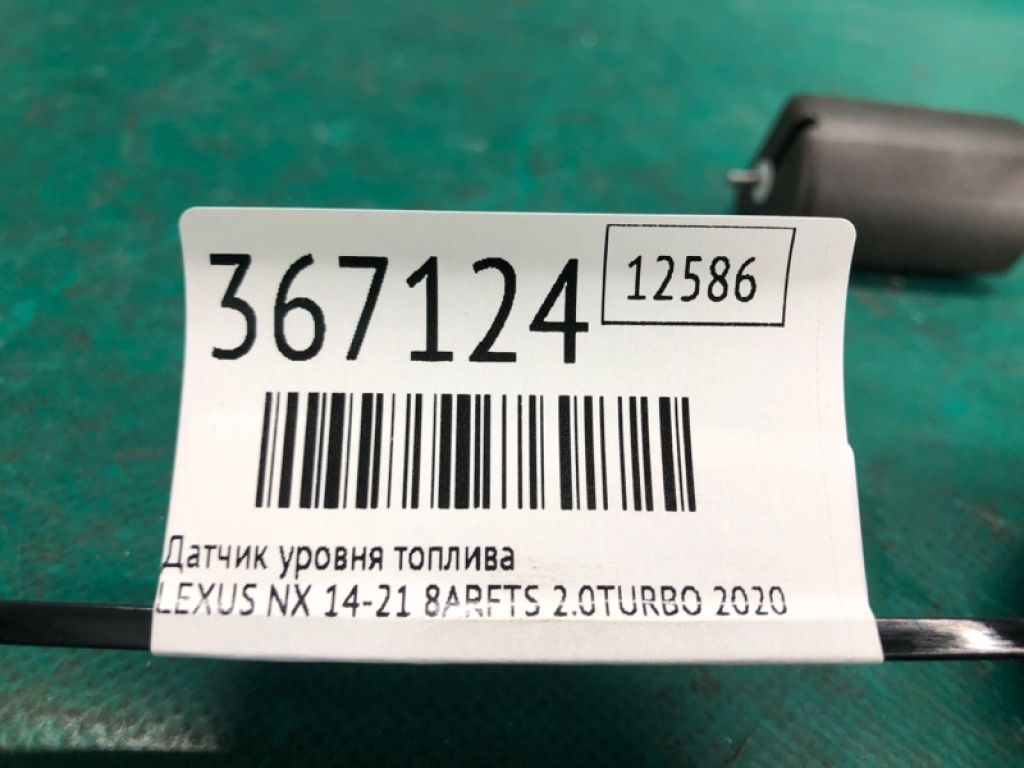 367124
12586
Датчик уровня топлива
LEXUS NX 14-21 8ARFTS 2.0TURBO 2020